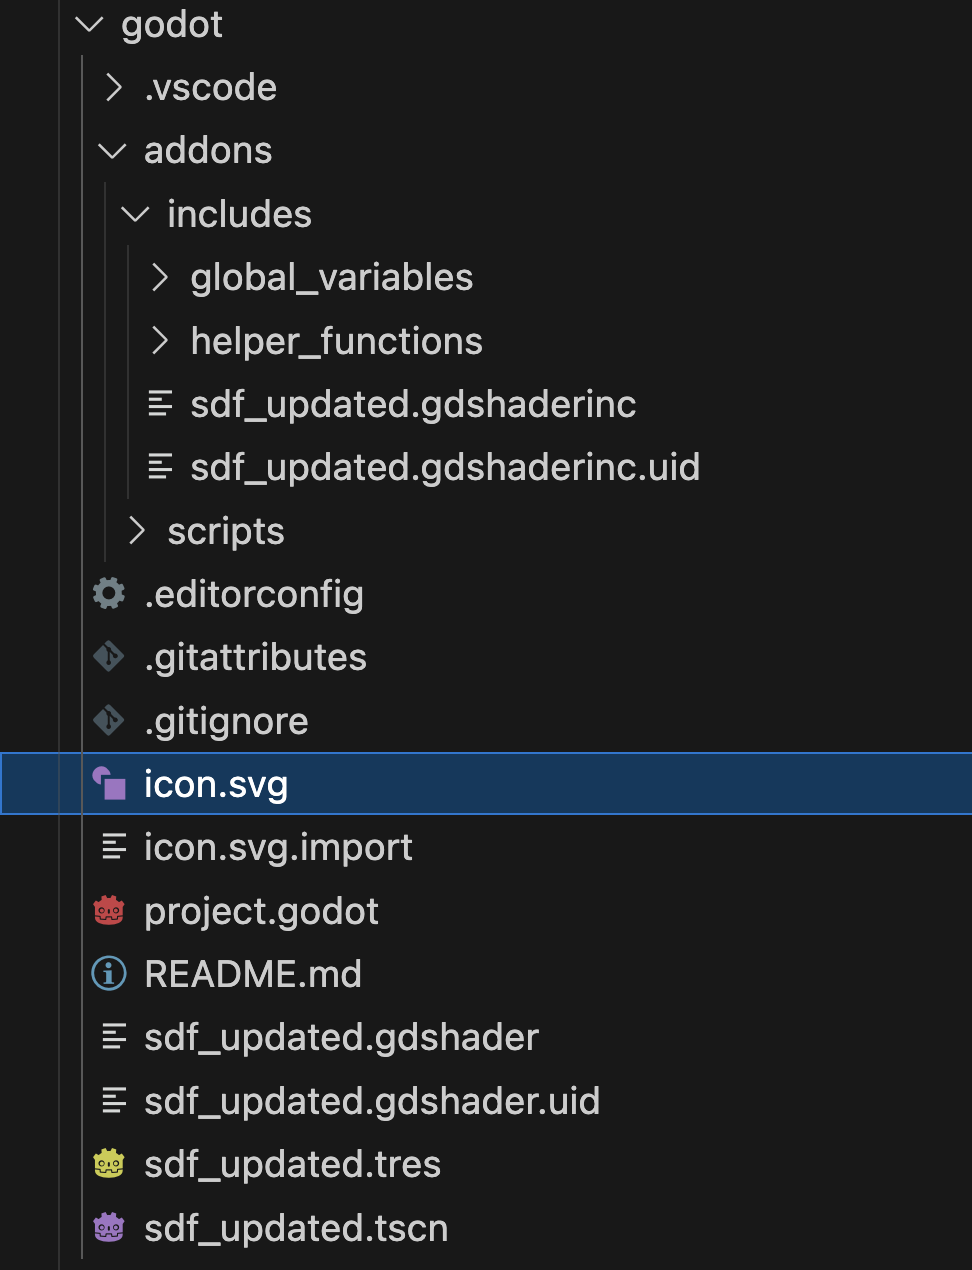 godot
.vscode
addons
includes
global_variables
helper_functions
sdf_updated.gdshaderinc
sdf_updated.gdshaderinc.uid
scripts
.editorconfig
.gitattributes
.gitignore
icon.svg
icon.svg.import
project.godot
README.md
sdf_updated.gdshader
sdf_updated.gdshader.uid
sdf_updated.tres
sdf_updated.tscn